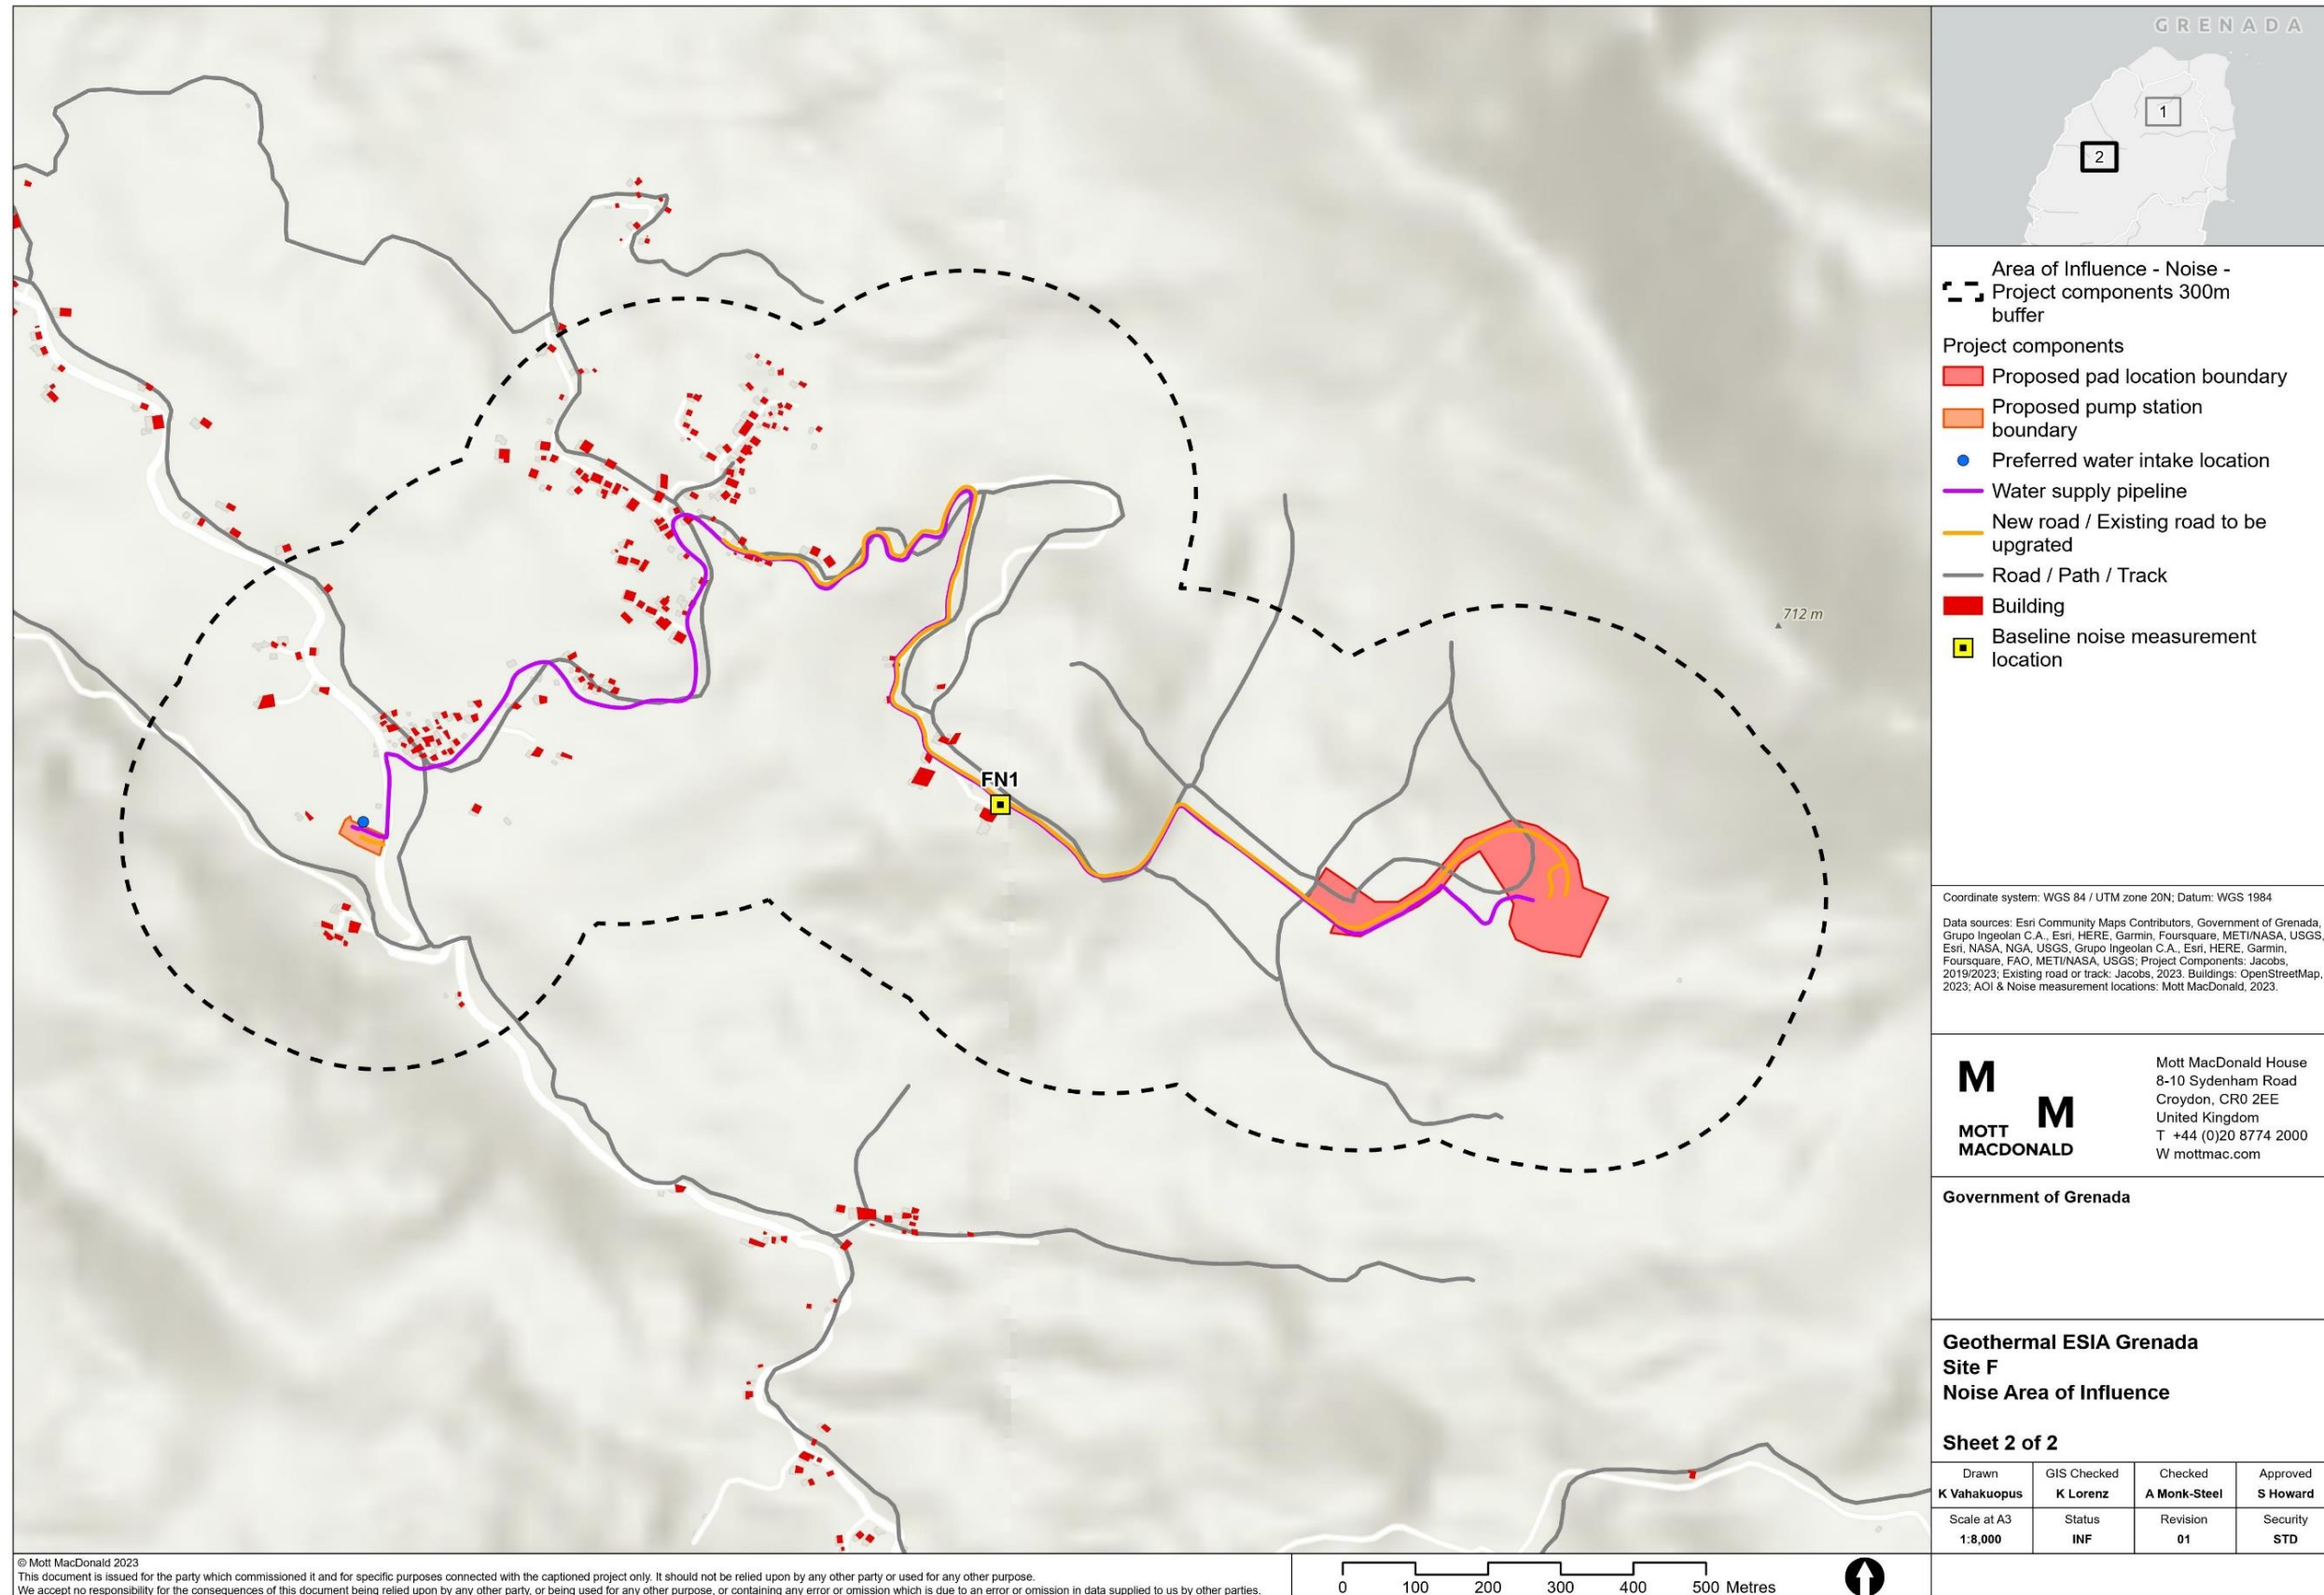 GRENADA
1
2
Area of Influence - Noise -
Project components 300m
buffer
Project components
Proposed pad location boundary
Proposed pump station
boundary
Preferred water intake location
Water supply pipeline
New road / Existing road to be
upgrated
Road / Path / Track
Building
Baseline noise measurement
location
712 m
FN1
Coordinate system: WGS 84 / UTM zone 20N; Datum: WGS 1984
Data sources: Esri Community Maps Contributors, Government of Grenada,
Grupo Ingeolan C.A., Esri, HERE, Garmin, Foursquare, METI/NASA, USGS,
Esri, NASA, NGA, USGS, Grupo Ingeolan C.A., Esri, HERE, Garmin,
Foursquare, FAO, METI/NASA, USGS; Project Components: Jacobs,
2019/2023; Existing road or track: Jacobs, 2023. Buildings: OpenStreetMap,
2023; AOI & Noise measurement locations: Mott MacDonald, 2023.
M
M
MOTT
MACDONALD
Mott MacDonald House
8-10 Sydenham Road
Croydon, CR0 2EE
United Kingdom
T +44 (0)20 8774 2000
W mottmac.com
Government of Grenada
Geothermal ESIA Grenada
Site F
Noise Area of Influence
Sheet 2 of 2
Drawn GIS Checked Checked Approved
K Vahakuopus K Lorenz A Monk-Steel S Howard
Scale at A3 Status Revision Security
1:8,000 INF 01 STD
© Mott MacDonald 2023
This document is issued for the party which commissioned it and for specific purposes connected with the captioned project only. It should not be relied upon by any other party or used for any other purpose.
We accept no responsibility for the consequences of this document being relied upon by any other party, or being used for any other purpose, or containing any error or omission which is due to an error or omission in data supplied to us by other parties.
0 100 200 300 400 500 Metres